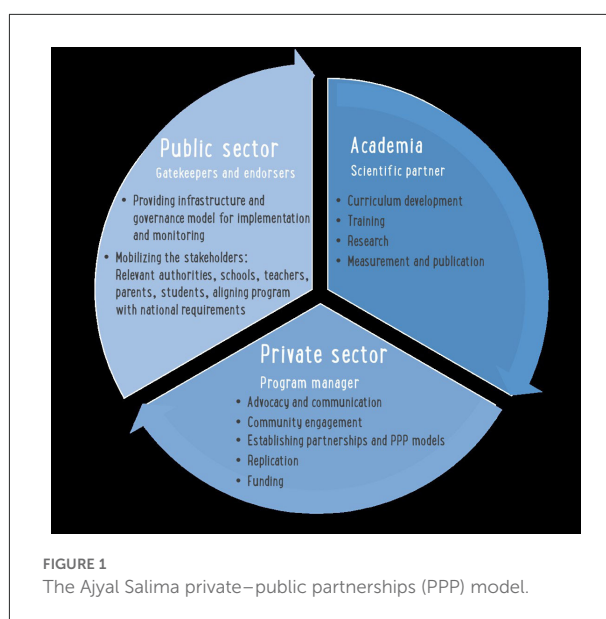 Public sector
Gatekeepers and endorsers
• Providing infrastructure and
governance model for implementation
and monitoring
• Mobilizing the stakeholders:
Relevant authorities, schools, teachers,
parents, students, aligning program
with national requirements
Academia
Scientific partner
• Curriculum development
• Training
• Research
• Measurement and publication
Private sector
Program manager
• Advocacy and communication
• Community engagement
• Establishing partnerships and PPP models
• Replication
• Funding
FIGURE 1
The Ajyal Salima private–public partnerships (PPP) model.